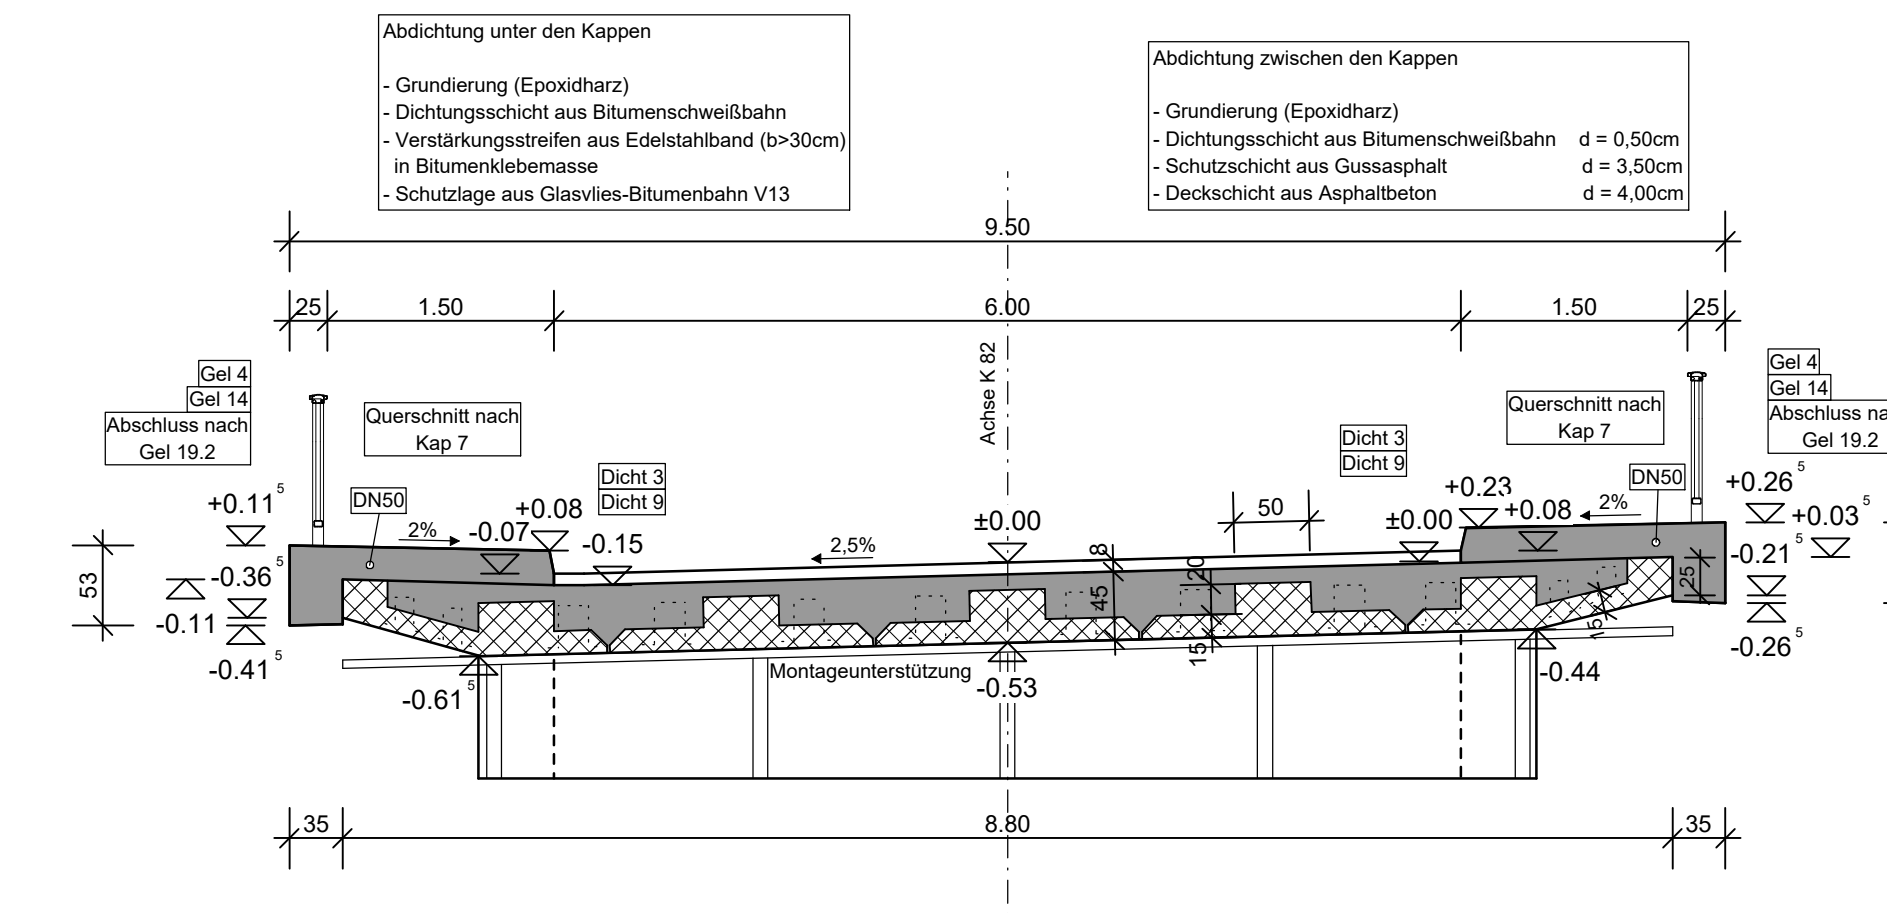 Abdichtung unter den Kappen
- Grundierung (Epoxidharz)
- Dichtungsschicht aus Bitumenschweißbahn
- Verstärkungsstreifen aus Edelstahlband (b>30cm)
in Bitumenklebemasse
- Schutzlage aus Glasvlies-Bitumenbahn V13
Abdichtung zwischen den Kappen
- Grundierung (Epoxidharz)
- Dichtungsschicht aus Bitumenschweißbahn d = 0,50cm
- Schutzschicht aus Gussasphalt d = 3,50cm
- Deckschicht aus Asphaltbeton d = 4,00cm
9.50
25 1.50 6.00 1.50 25
Achse K 82
Gel 4
Gel 14
Abschluss nach
Gel 19.2
Querschnitt nach
Kap 7
Dicht 3
Dicht 9
DN50
Dicht 3
Dicht 9
Querschnitt nach
Kap 7
DN50
Gel 4
Gel 14
Abschluss na
Gel 19.2
+0.11 5
2%
-0.07
+0.08
-0.15
2,5%
±0.00
50
±0.00
+0.23
+0.08
2%
+0.26 5
+0.03 5
53
-0.36 5
-0.11
-0.41 5
-0.61 5
8
45
20
15
15
25
-0.21 5
-0.26 5
Montageunterstützung
-0.53
-0.44
35 8.80 35